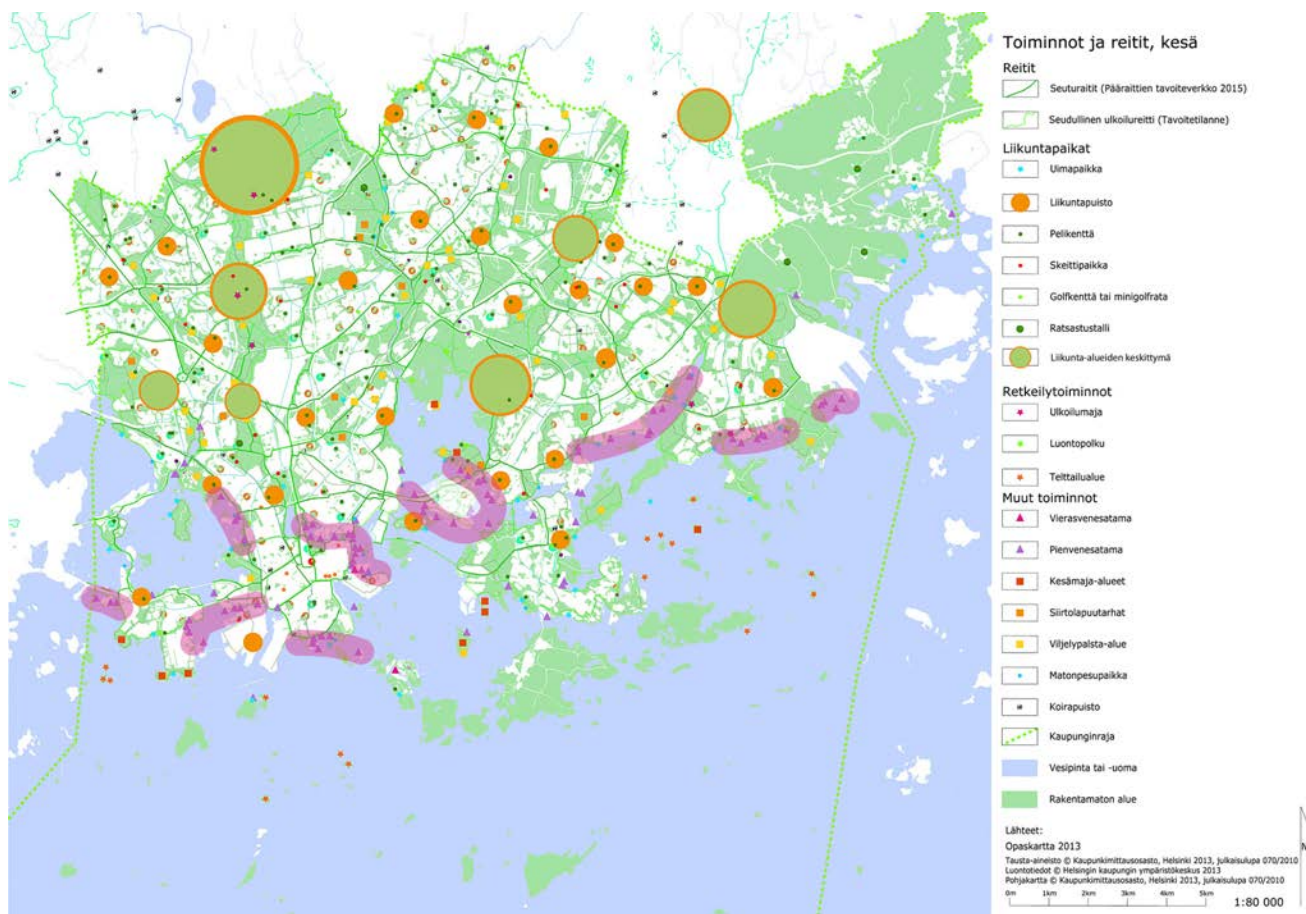 Toiminnot ja reitit, kesä
Reitit
Seuturaitit (Pääraittien tavoiteverkko 2015)
Seudullinen ulkoilureitti (Tavoitetilanne)
Liikuntapaikat
Uimapaikka
Liikuntapuisto
Pelikenttä
Skeittipaikka
Golfkenttä tai minigolfrata
Ratsastustalli
Liikunta-alueiden keskittymä
Retkeilytoiminnot
Ulkoilumaja
Luontopolku
Telttailualue
Muut toiminnot
Vierasvenesatama
Pienvenesatama
Kesämaja-alueet
Siirtolapuutarhat
Viljelypalsta-alue
Matonpesupaikka
Koirapuisto
Kaupunginraja
Vesipinta tai -uoma
Rakentamaton alue
Lähteet:
Opaskartta 2013
Tausta-aineisto © Kaupunkimittausosasto, Helsinki 2013, julkaisulupa 070/2010
Luontotiedot © Helsingin kaupungin ympäristökeskus 2013
Pohjakartta © Kaupunkimittausosasto, Helsinki 2013, julkaisulupa 070/2010
0m 1km 2km 3km 4km 5km
1:80 000
N